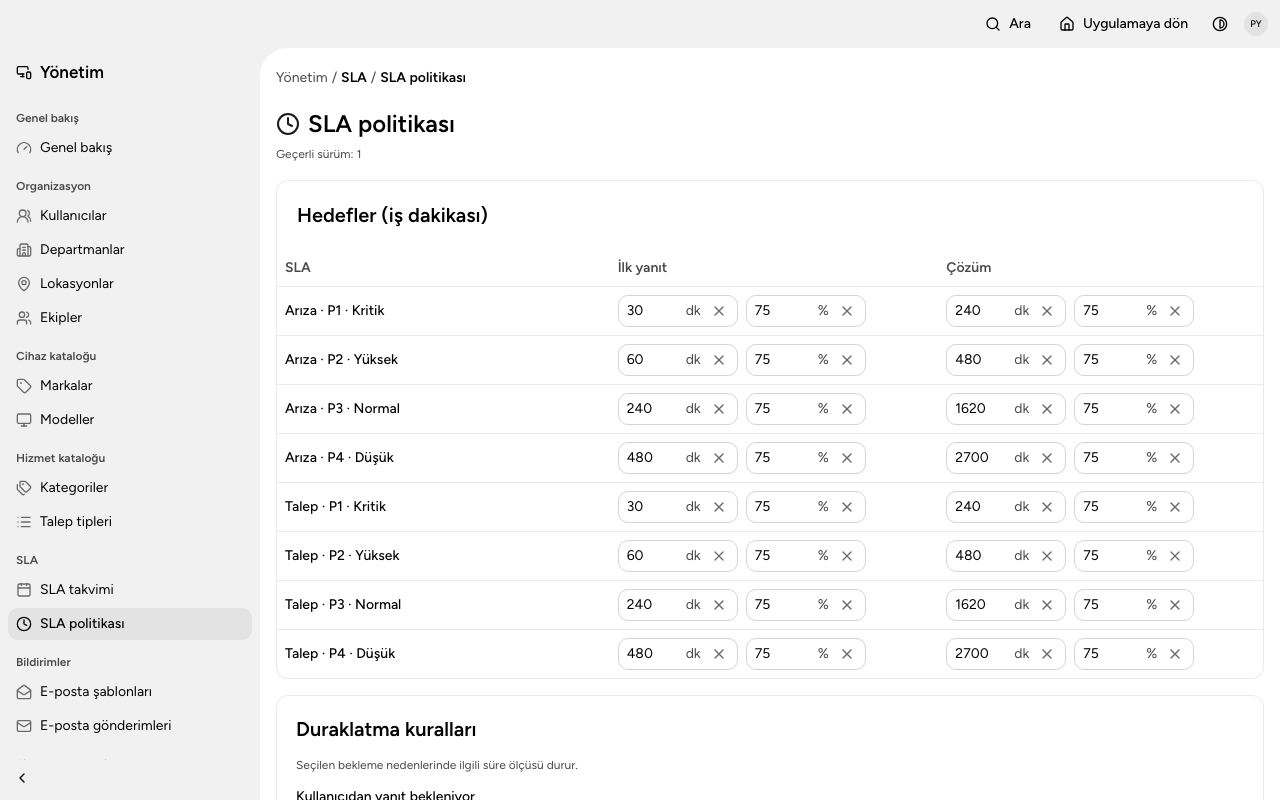 Ara
Uygulamaya dön
PY
Yönetim
Genel bakış
Genel bakış
Organizasyon
Kullanıcılar
Departmanlar
Lokasyonlar
Ekipler
Cihaz kataloğu
Markalar
Modeller
Hizmet kataloğu
Kategoriler
Talep tipleri
SLA
SLA takvimi
SLA politikası
Bildirimler
E-posta şablonları
E-posta gönderimleri
Yönetim / SLA / SLA politikası
SLA politikası
Geçerli sürüm: 1
Hedefler (iş dakikası)
SLA İlk yanıt Çözüm
Arıza · P1 · Kritik 30 dk 75 % 240 dk 75 %
Arıza · P2 · Yüksek 60 dk 75 % 480 dk 75 %
Arıza · P3 · Normal 240 dk 75 % 1620 dk 75 %
Arıza · P4 · Düşük 480 dk 75 % 2700 dk 75 %
Talep · P1 · Kritik 30 dk 75 % 240 dk 75 %
Talep · P2 · Yüksek 60 dk 75 % 480 dk 75 %
Talep · P3 · Normal 240 dk 75 % 1620 dk 75 %
Talep · P4 · Düşük 480 dk 75 % 2700 dk 75 %
Duraklatma kuralları
Seçilen bekleme nedenlerinde ilgili süre ölçüsü durur.
Kullanıcıdan yanıt bekleniyor